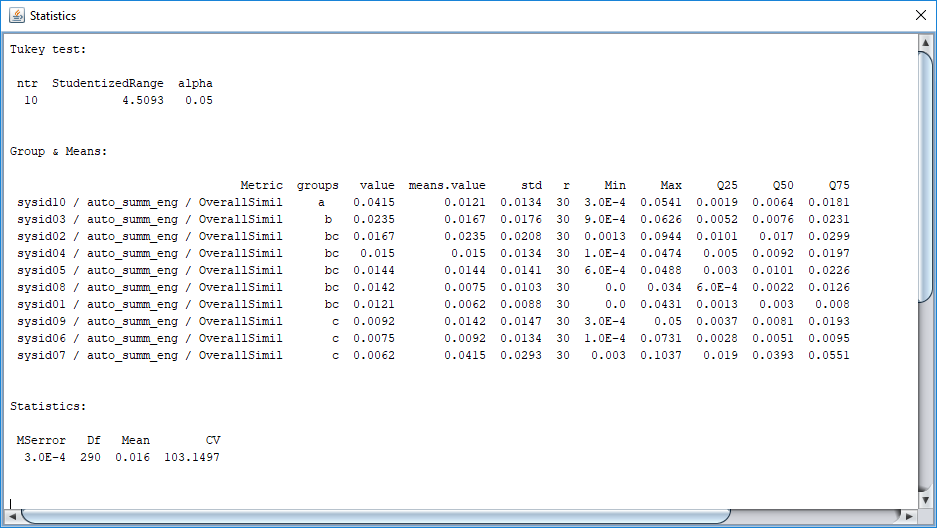 Statistics
Tukey test:
ntr StudentizedRange alpha
10 4.5093 0.05
Group & Means:
Metric groups value means.value std r Min Max Q25 Q50 Q75
sysid10 / auto_summ_eng / OverallSimil a 0.0415 0.0121 0.0134 30 3.0E-4 0.0541 0.0019 0.0064 0.0181
sysid03 / auto_summ_eng / OverallSimil b 0.0235 0.0167 0.0176 30 9.0E-4 0.0626 0.0052 0.0076 0.0231
sysid02 / auto_summ_eng / OverallSimil bc 0.0167 0.0235 0.0208 30 0.0013 0.0944 0.0101 0.017 0.0299
sysid04 / auto_summ_eng / OverallSimil bc 0.015 0.015 0.0134 30 1.0E-4 0.0474 0.005 0.0092 0.0197
sysid05 / auto_summ_eng / OverallSimil bc 0.0144 0.0144 0.0141 30 6.0E-4 0.0488 0.003 0.0101 0.0226
sysid08 / auto_summ_eng / OverallSimil bc 0.0142 0.0075 0.0103 30 0.0 0.034 6.0E-4 0.0022 0.0126
sysid01 / auto_summ_eng / OverallSimil bc 0.0121 0.0062 0.0088 30 0.0 0.0431 0.0013 0.003 0.008
sysid09 / auto_summ_eng / OverallSimil c 0.0092 0.0142 0.0147 30 3.0E-4 0.05 0.0037 0.0081 0.0193
sysid06 / auto_summ_eng / OverallSimil c 0.0075 0.0092 0.0134 30 1.0E-4 0.0731 0.0028 0.0051 0.0095
sysid07 / auto_summ_eng / OverallSimil c 0.0062 0.0415 0.0293 30 0.003 0.1037 0.019 0.0393 0.0551
Statistics:
MSerror Df Mean CV
3.0E-4 290 0.016 103.1497